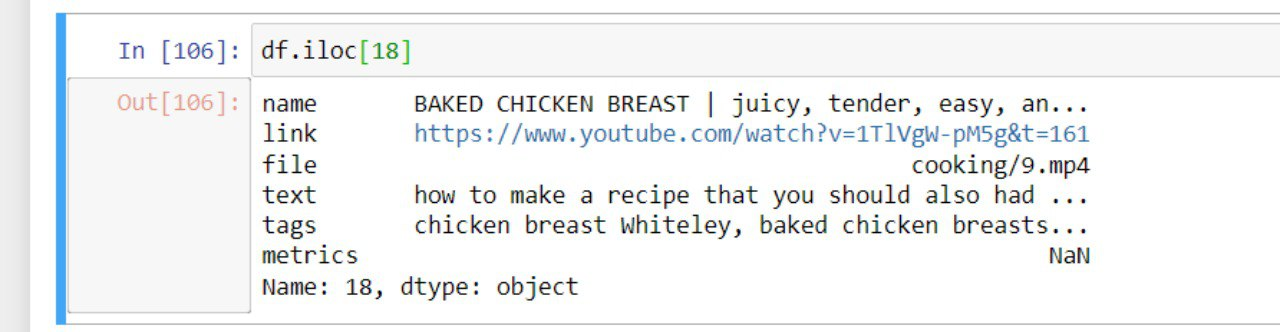 In [106]: df.iloc[18]
Out[106]: name BAKED CHICKEN BREAST | juicy, tender, easy, an...
link https://www.youtube.com/watch?v=1TlVgW-pM5g&t=161
file cooking/9.mp4
text how to make a recipe that you should also had ...
tags chicken breast Whiteley, baked chicken breasts...
metrics NaN
Name: 18, dtype: object